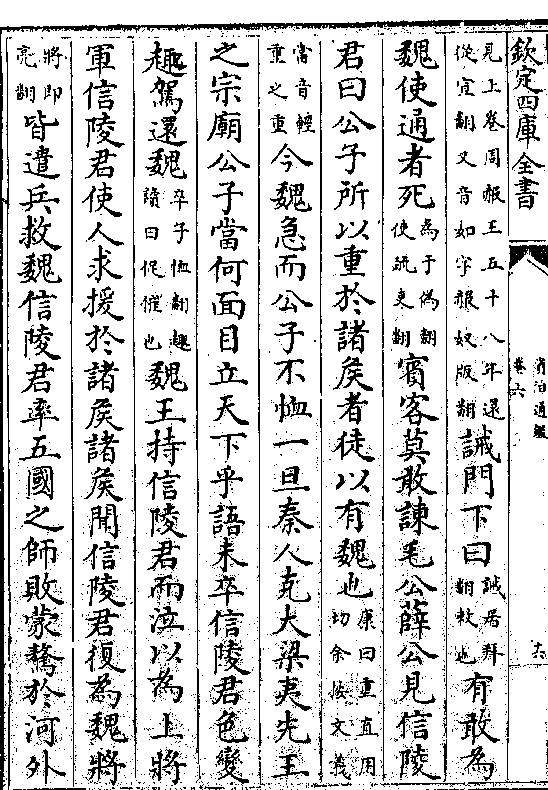 欽定四庫全書 資治通鑑 卷六
見上卷周赧王五十八年還從宣翻又音如字赧奴版翻誡門下曰誡居拜翻敕也有敢為
魏使通者死為于偽翻使疏吏翻賓客莫敢諫毛公薛公見信陵
君曰公子所以重於諸侯者徒以有魏也康曰重直用切余按文義
當音輕重之重今魏急而公子不恤一旦秦人克大梁夷先王
之宗廟公子當何面目立天下乎語未卒信陵君色變
趣駕還魏卒子恤翻趣讀曰促催也魏王持信陵君而泣以為上將
軍信陵君使人求援於諸侯諸侯聞信陵君復為魏將
將即亮翻皆遣兵救魏信陵君率五國之師敗蒙驁於河外